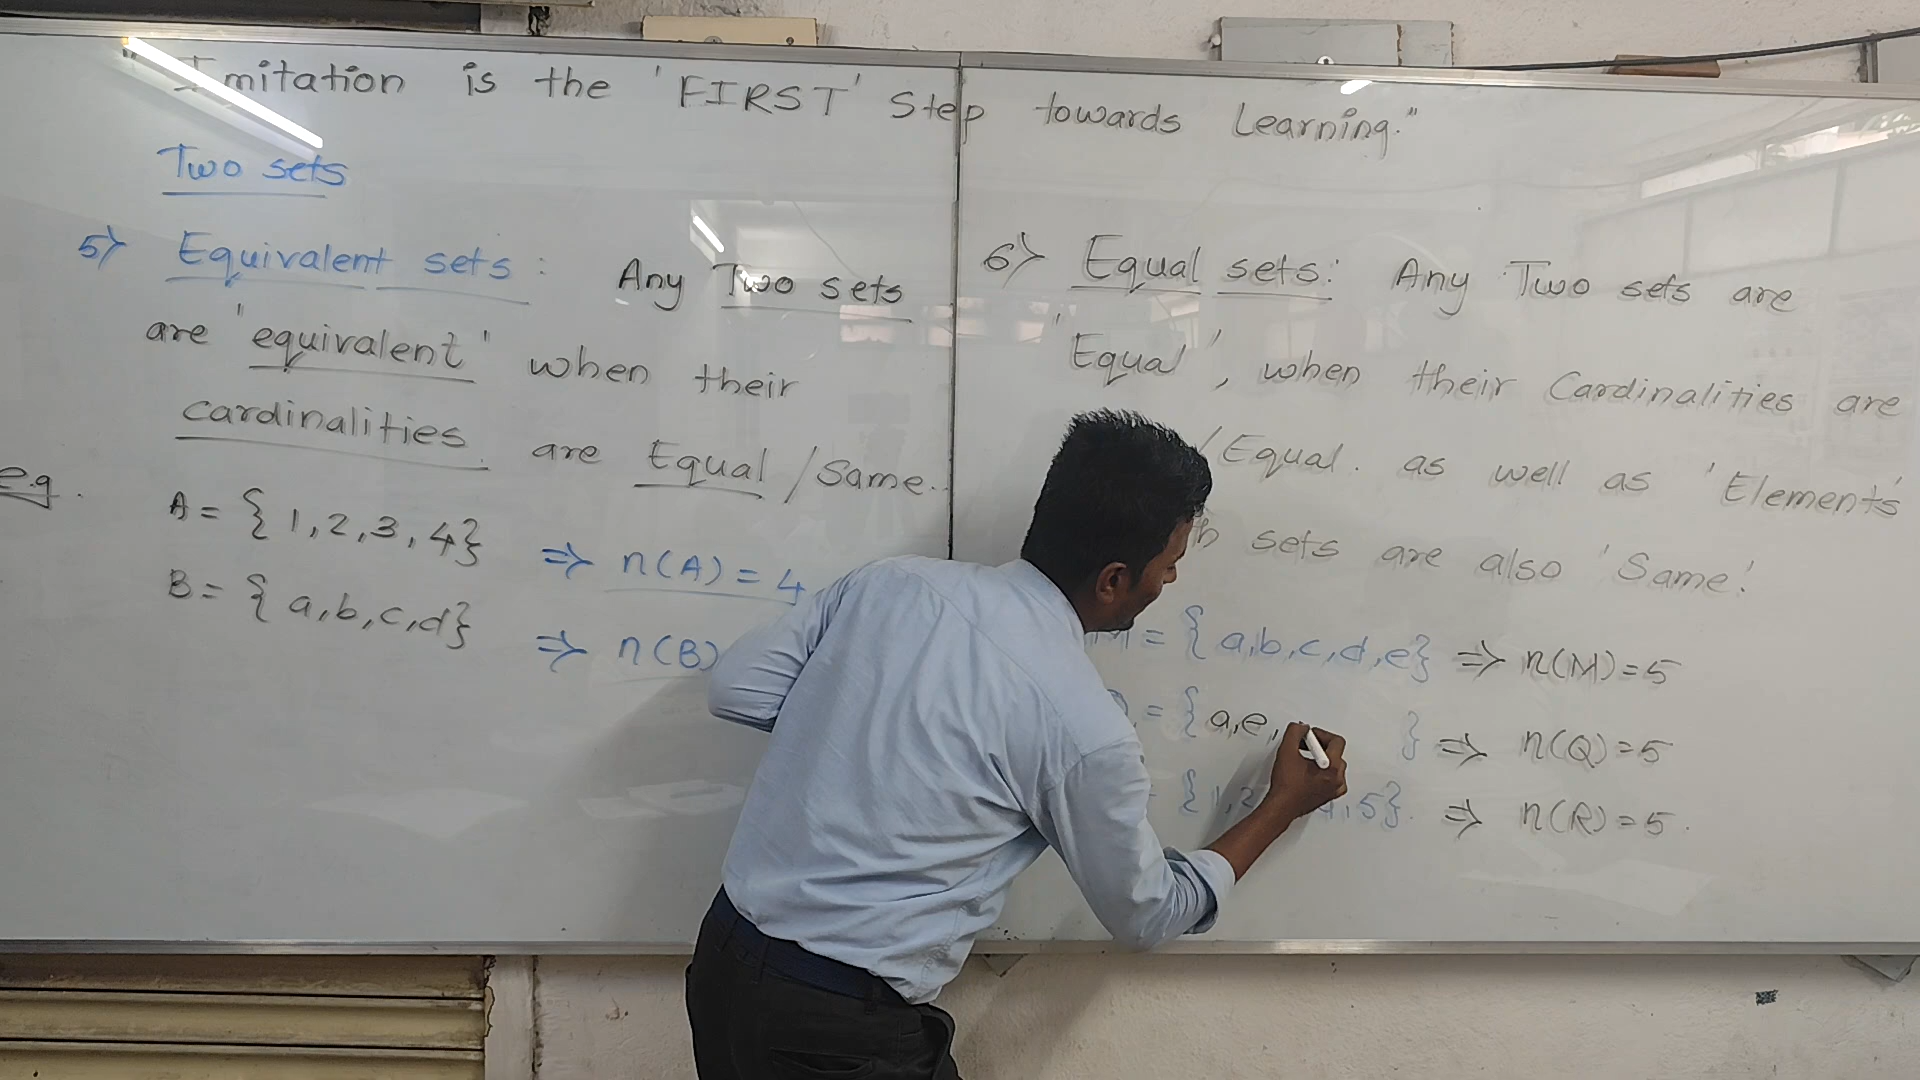 "Imitation is the 'FIRST' Step towards Learning."
Two sets
5) Equivalent sets : Any Two sets
are 'equivalent' when their
cardinalities are Equal / Same.
e.g.
A = { 1, 2, 3, 4}
⇒ n(A) = 4
B = { a, b, c, d}
⇒ n(B)
6) Equal sets: Any Two sets are
'Equal', when their Cardinalities are
/Equal. as well as 'Elements'
sets are also 'Same'.
M = { a, b, c, d, e} ⇒ n(M) = 5
= { a, e, } ⇒ n(Q) = 5
= { 1, 2 4, 5}. ⇒ n(R) = 5.